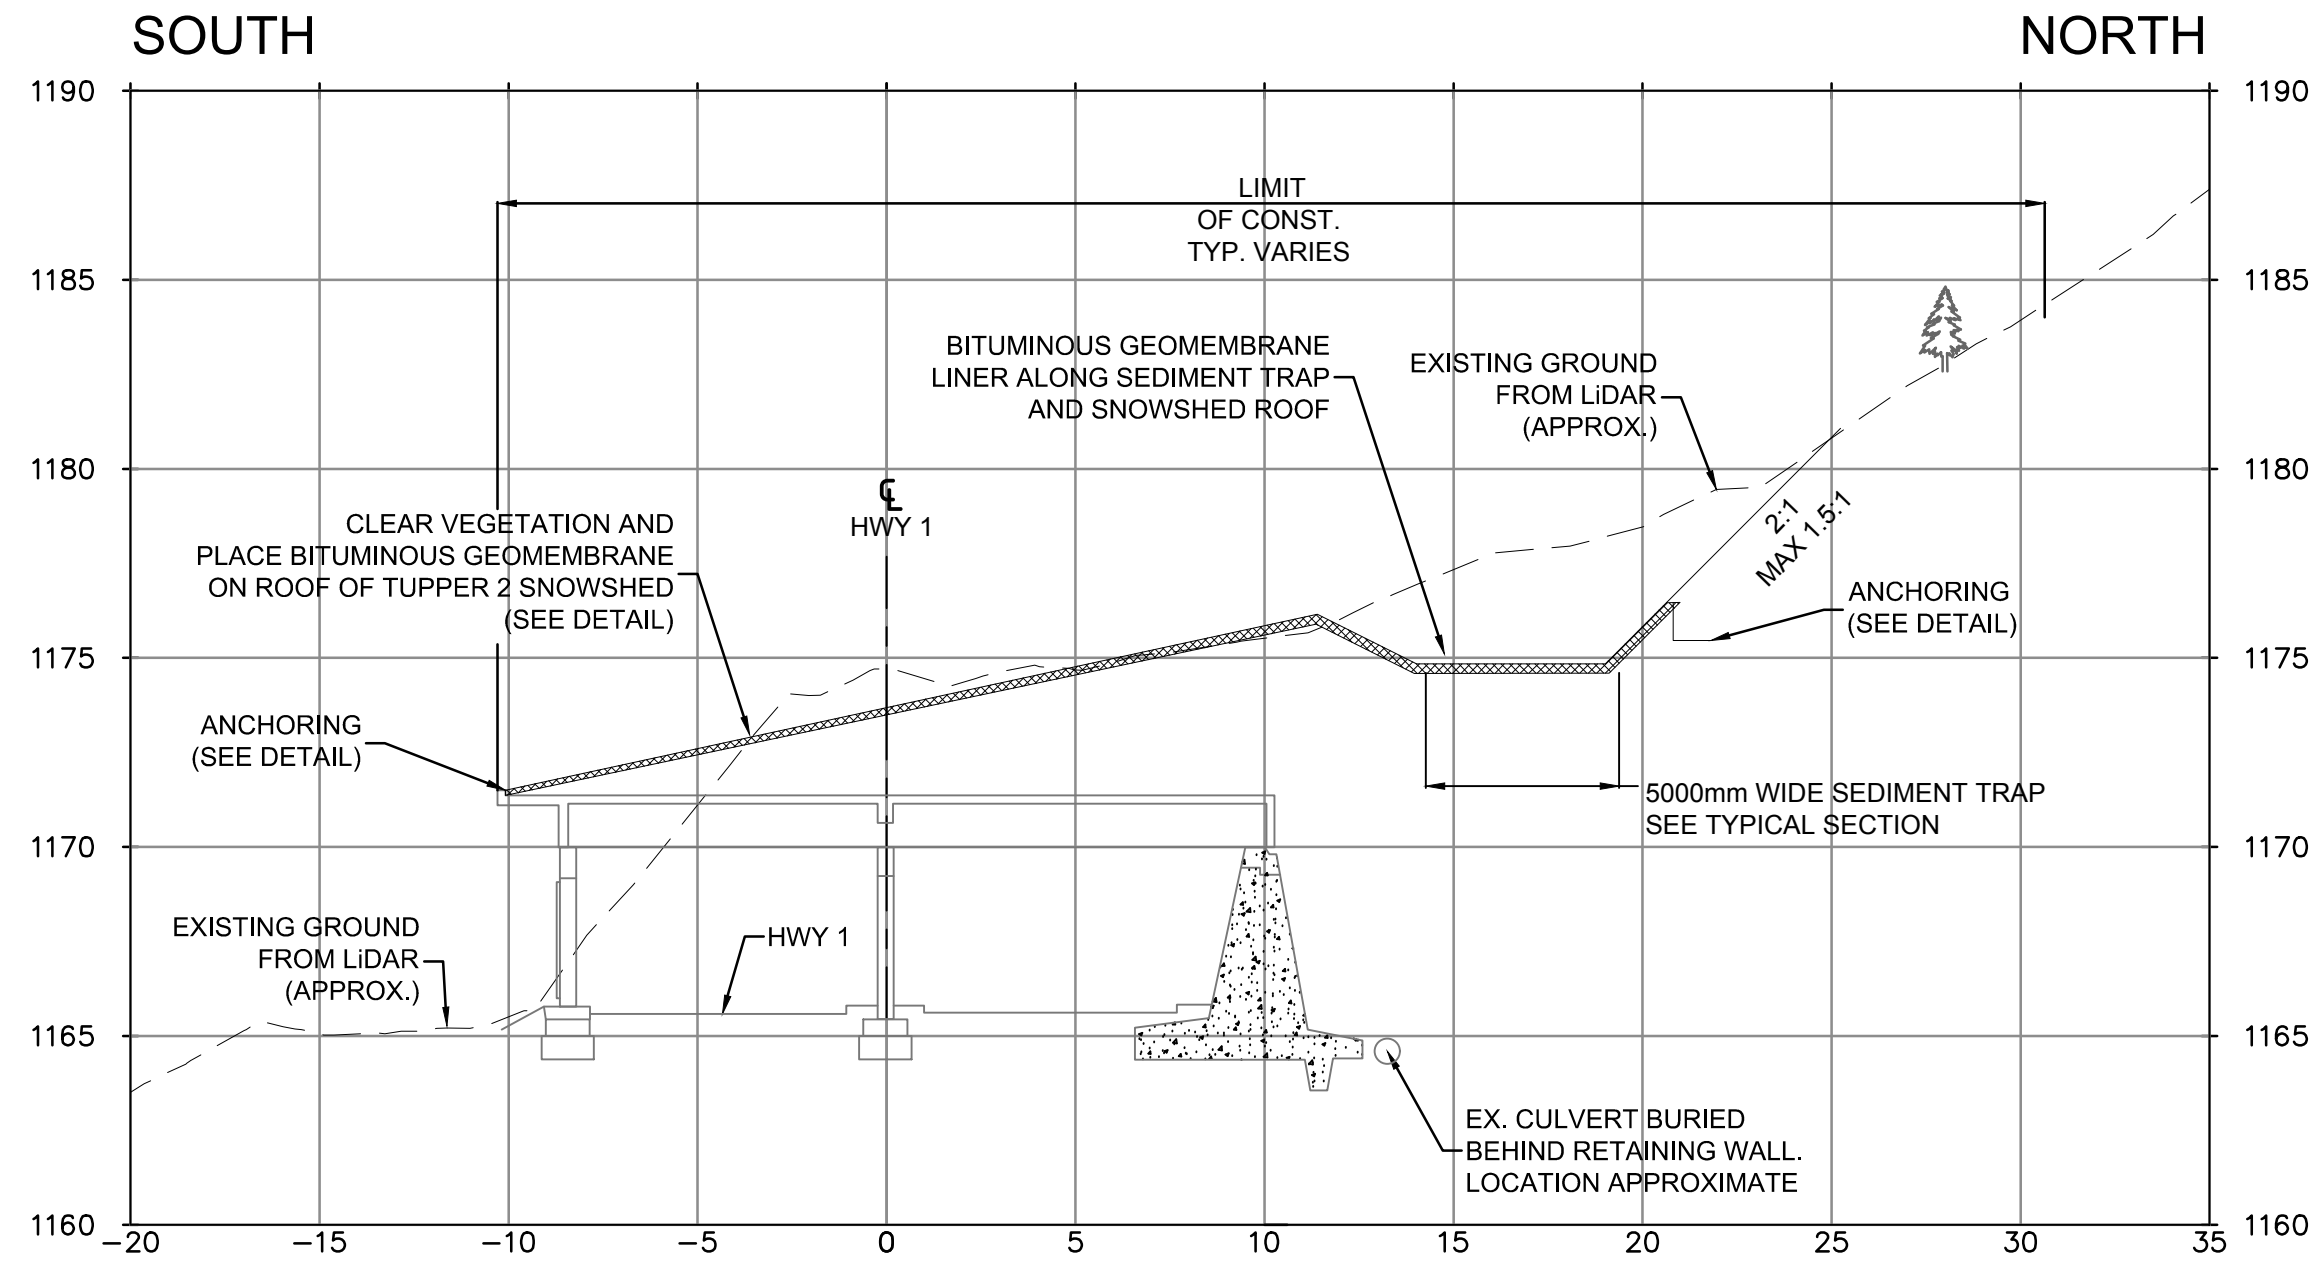 SOUTH
NORTH
1190
1190
LIMIT
OF CONST.
TYP. VARIES
1185
1185
BITUMINOUS GEOMEMBRANE
LINER ALONG SEDIMENT TRAP
AND SNOWSHED ROOF
EXISTING GROUND
FROM LiDAR
(APPROX.)
1180
1180
℄
HWY 1
CLEAR VEGETATION AND
PLACE BITUMINOUS GEOMEMBRANE
ON ROOF OF TUPPER 2 SNOWSHED
(SEE DETAIL)
2:1
MAX 1.5:1
ANCHORING
(SEE DETAIL)
1175
1175
ANCHORING
(SEE DETAIL)
5000mm WIDE SEDIMENT TRAP
SEE TYPICAL SECTION
1170
1170
EXISTING GROUND
FROM LiDAR
(APPROX.)
HWY 1
1165
1165
EX. CULVERT BURIED
BEHIND RETAINING WALL.
LOCATION APPROXIMATE
1160
1160
-20 -15 -10 -5 0 5 10 15 20 25 30 35